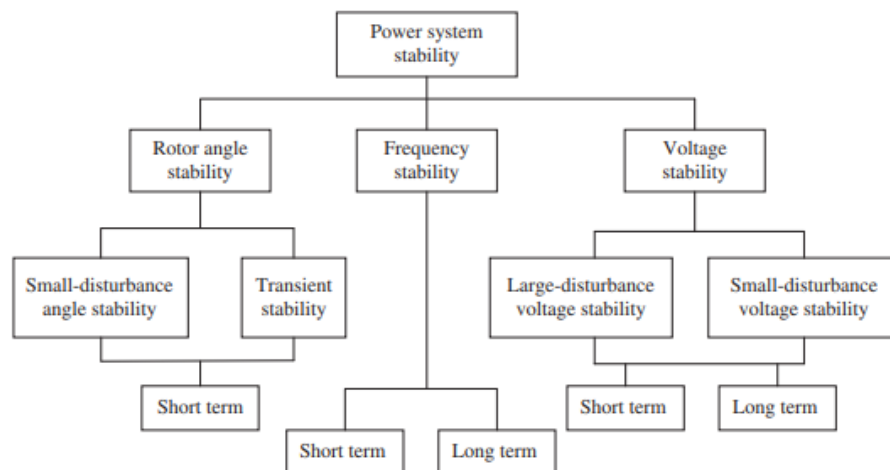 Power system
stability
Rotor angle
stability
Frequency
stability
Voltage
stability
Small-disturbance
angle stability
Transient
stability
Large-disturbance
voltage stability
Small-disturbance
voltage stability
Short term
Short term
Long term
Short term
Long term